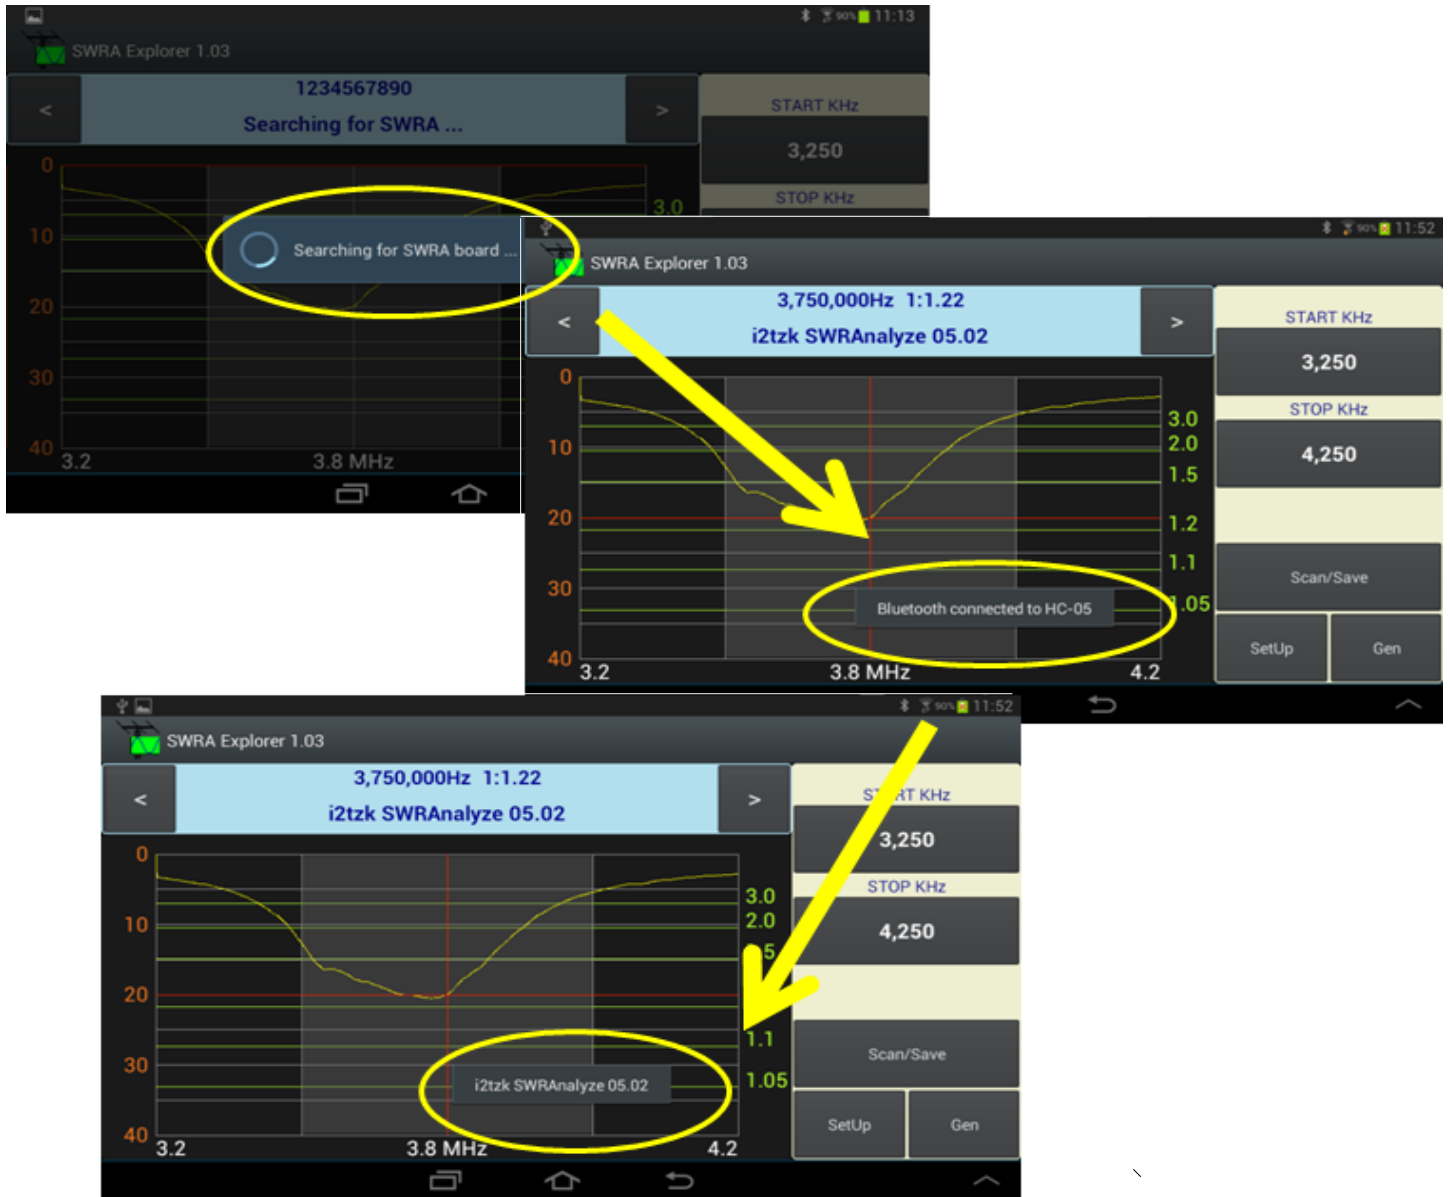 90% 11:13
SWRA Explorer 1.03
<
1234567890
Searching for SWRA ...
>
START KHz
3,250
STOP KHz
0
10
20
30
40
3.0
Searching for SWRA board ...
3.2
3.8 MHz
90% 11:52
SWRA Explorer 1.03
<
3,750,000Hz 1:1.22
i2tzk SWRAnalyze 05.02
>
START KHz
3,250
STOP KHz
4,250
Scan/Save
SetUp
Gen
0
10
20
30
40
3.0
2.0
1.5
1.2
1.1
1.05
Bluetooth connected to HC-05
3.2
3.8 MHz
4.2
90% 11:52
SWRA Explorer 1.03
<
3,750,000Hz 1:1.22
i2tzk SWRAnalyze 05.02
>
START KHz
3,250
STOP KHz
4,250
Scan/Save
SetUp
Gen
0
10
20
30
40
3.0
2.0
5
1.1
1.05
i2tzk SWRAnalyze 05.02
3.2
3.8 MHz
4.2